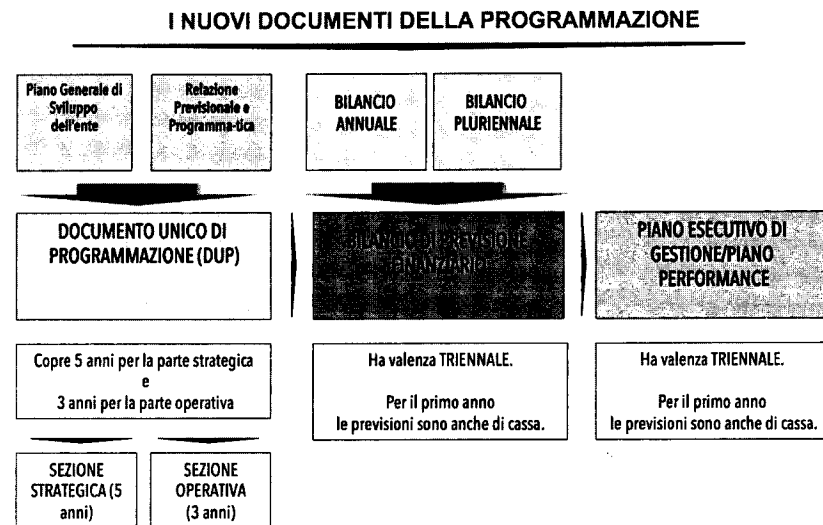 I NUOVI DOCUMENTI DELLA PROGRAMMAZIONE
Piano Generale di
Sviluppo
dell'ente
Relazione
Previsionale e
Programma-tica
BILANCIO
ANNUALE
BILANCIO
PLURIENNALE
DOCUMENTO UNICO DI
PROGRAMMAZIONE (DUP)
BILANCIO DI PREVISIONE
FINANZIARIO
PIANO ESECUTIVO DI
GESTIONE/PIANO
PERFORMANCE
Copre 5 anni per la parte strategica
e
3 anni per la parte operativa
Ha valenza TRIENNALE.
Per il primo anno
le previsioni sono anche di cassa.
Ha valenza TRIENNALE.
Per il primo anno
le previsioni sono anche di cassa.
SEZIONE
STRATEGICA (5
anni)
SEZIONE
OPERATIVA
(3 anni)